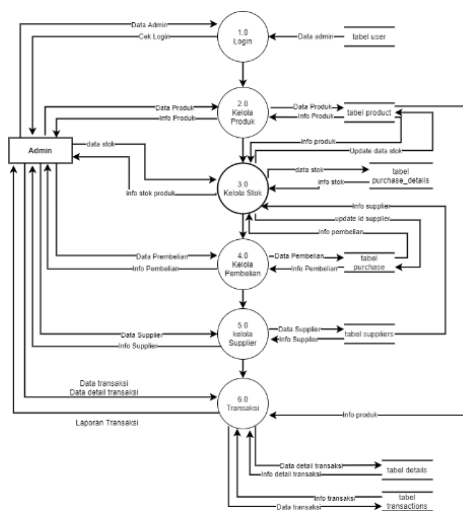 Data Admin
Cek Login
1.0
Login
Data admin
tabel user
Data Produk
Info Produk
2.0
Kelola
Produk
Data Produk
Info Produk
tabel product
info produk
Update data stok
Admin
data stok
info stok produk
3.0
Kelola Stok
data stok
info stok
tabel
purchase_details
Info supplier
update id supplier
info pembelian
Data Pembelian
Info Pembelian
4.0
Kelola
Pembelian
Data Pembelian
Info Pembelian
tabel
purchase
Data Supplier
Info Supplier
5.0
kelola
Supplier
Data Supplier
Info Supplier
tabel suppliers
Data transaksi
Data detail transaksi
Laporan Transaksi
6.0
Transaksi
Info produk
Data detail transaksi
Info detail transaksi
tabel details
Info transaksi
Data transaksi
tabel
transactions